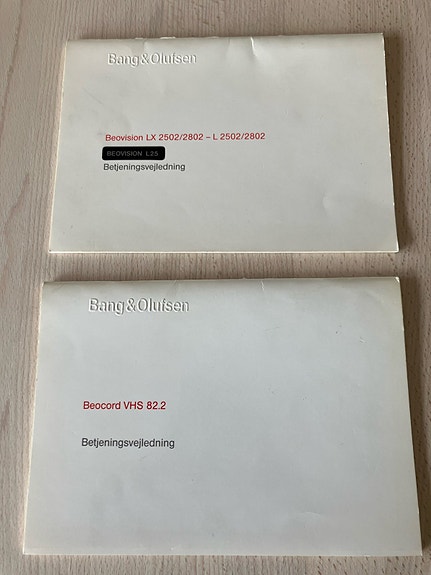 Bang&Olufsen
Beovision LX 2502/2802 – L 2502/2802
BEOVISION L25
Betjeningsvejledning
Bang&Olufsen
Beocord VHS 82.2
Betjeningsvejledning